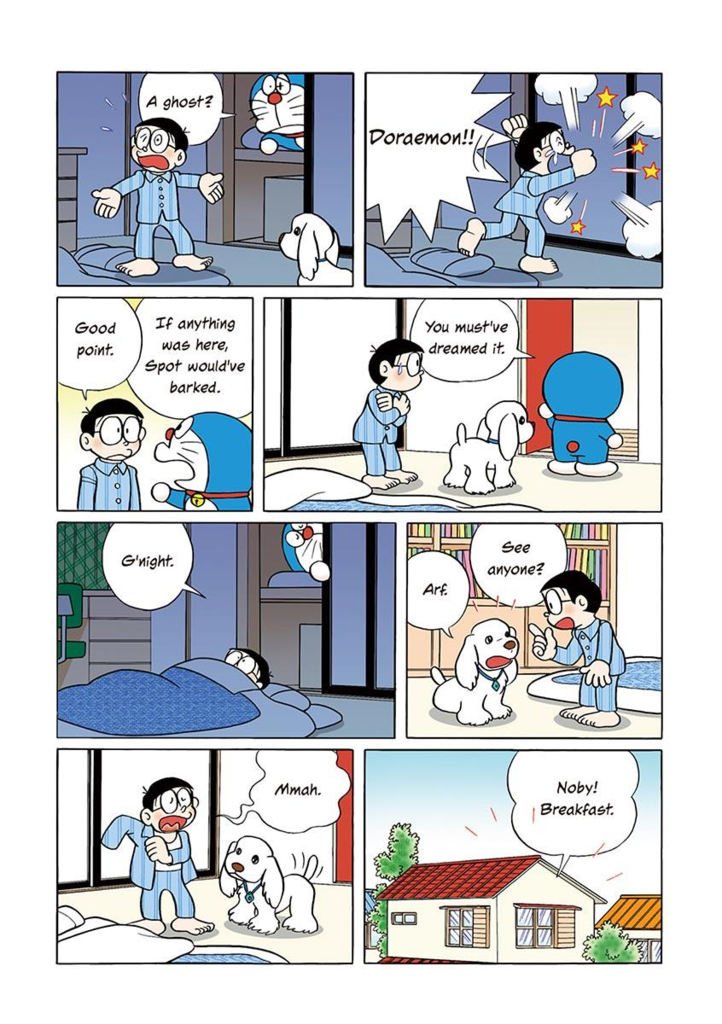 Doraemon!!
A ghost?
You must've
dreamed it.
If anything
was here,
Spot would've
barked.
Good
point.
See
anyone?
Arf.
G'night.
Noby!
Breakfast.
Mmah.